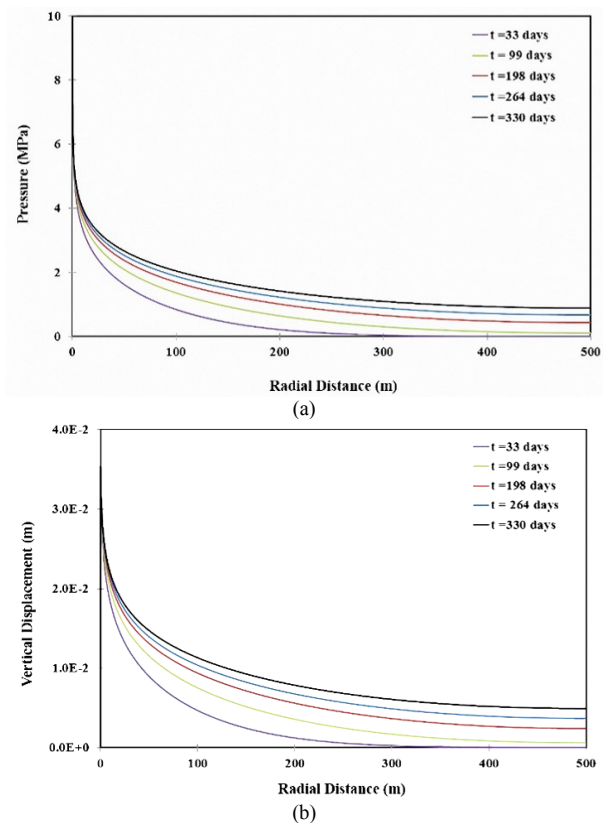 10
8
6
4
2
0
Pressure (MPa)
t =33 days
t = 99 days
t =198 days
t =264 days
t =330 days
0 100 200 300 400 500
Radial Distance (m)
(a)
4.0E-2
3.0E-2
2.0E-2
1.0E-2
0.0E+0
Vertical Displacement (m)
t =33 days
t =99 days
t =198 days
t = 264 days
t =330 days
0 100 200 300 400 500
Radial Distance (m)
(b)